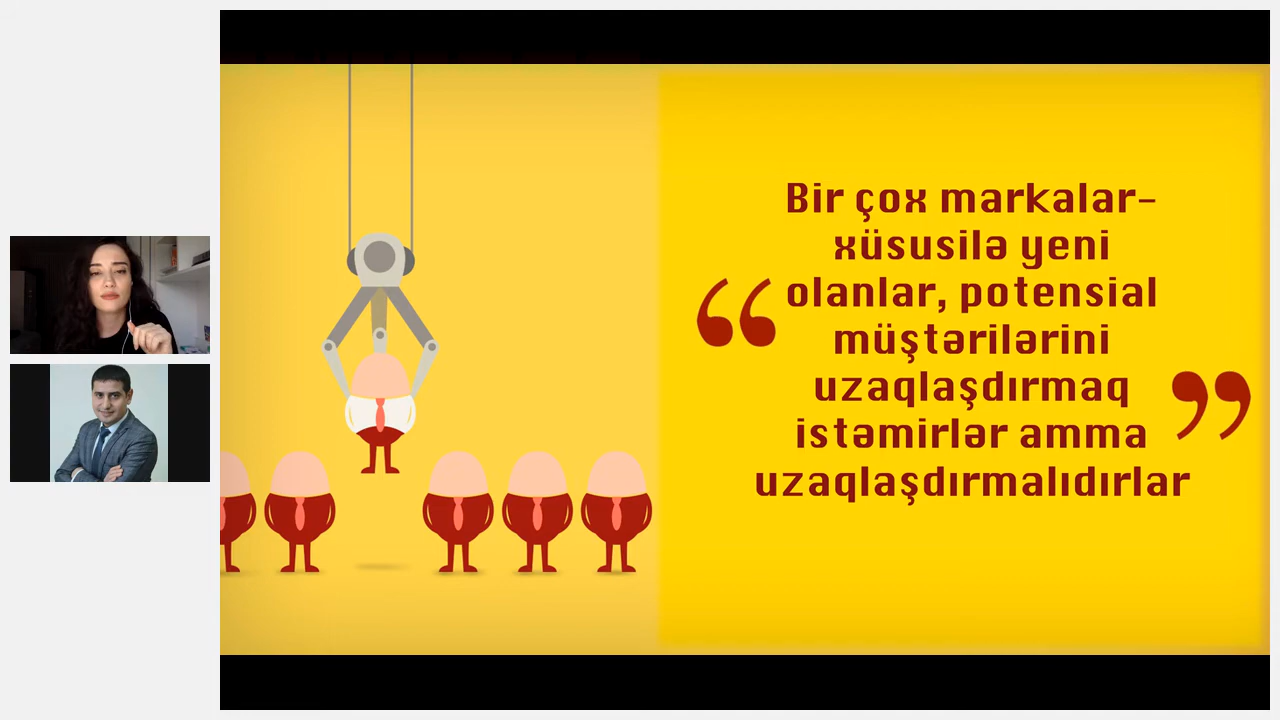 Bir çox markalar-
xüsusilə yeni
olanlar, potensial
müştərilərini
uzaqlaşdırmaq
istəmirlər amma
uzaqlaşdırmalıdırlar